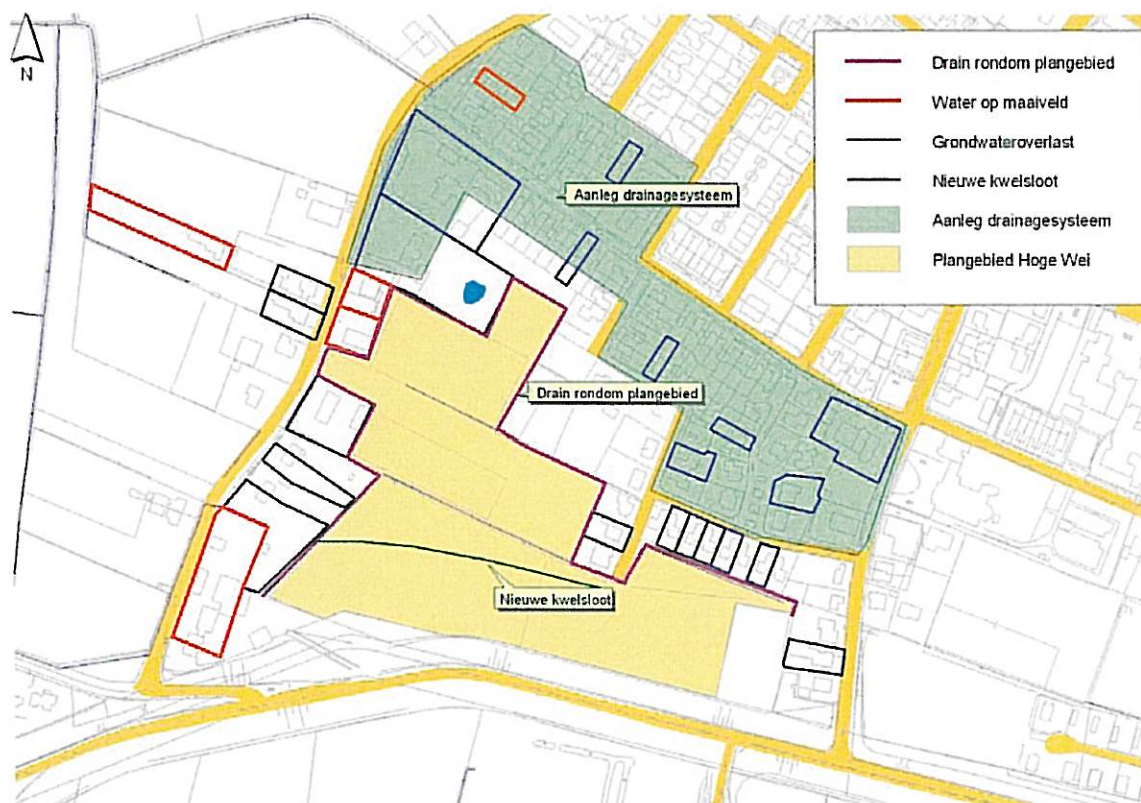 N
Drain rondom plangebied
Water op maaiveld
Grondwateroverlast
Nieuwe kwelsloot
Aanleg drainagesysteem
Plangebied Hoge Wei
Aanleg drainagesysteem
Drain rondom plangebied
Nieuwe kwelsloot